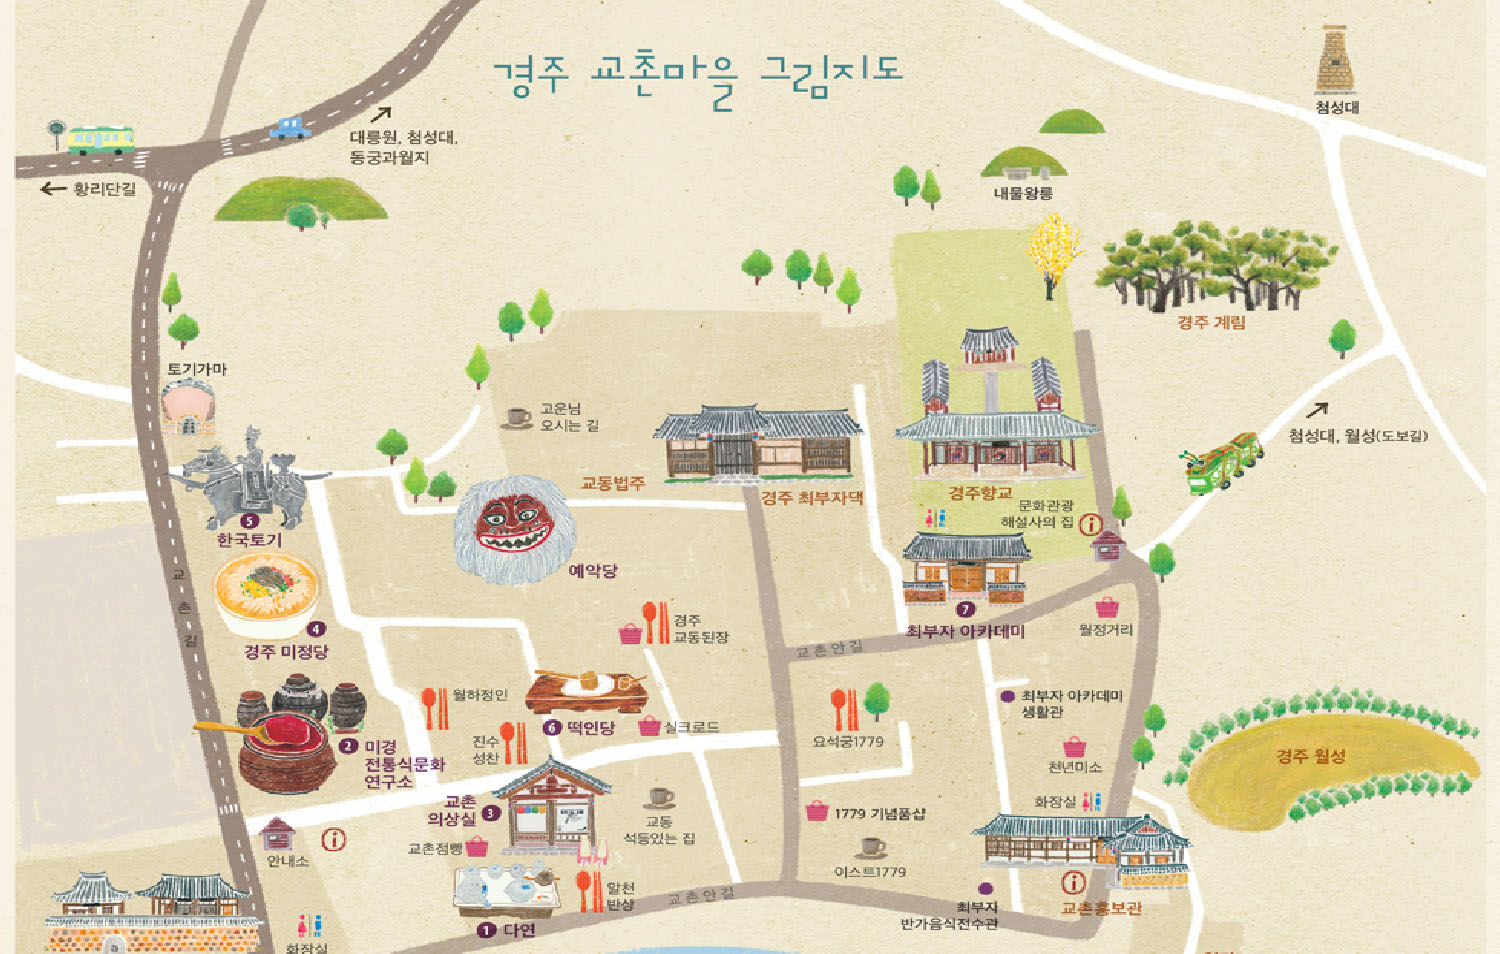 경주 교촌마을 그림지도
첨성대
대릉원, 첨성대,
동궁과월지
황리단길
내물왕릉
경주 계림
토기가마
고운님
오시는 길
첨성대, 월성(도보길)
교동법주
경주 최부자댁
경주향교
문화관광
해설사의 집
5
한국토기
예악당
교촌길
4
경주 미정당
7
최부자 아카데미
월정거리
경주
교동된장
교촌안길
월하정인
6 떡인당
실크로드
최부자 아카데미
생활관
진수
성찬
요석궁1779
2 미경
전통식문화
연구소
천년미소
경주 월성
교촌
의상실
3
화장실
교동
석등있는 집
1779 기념품샵
안내소
교촌점빵
이스트1779
알천
반상
교촌안길
최부자
반가음식전수관
교촌홍보관
1 다연
화장실